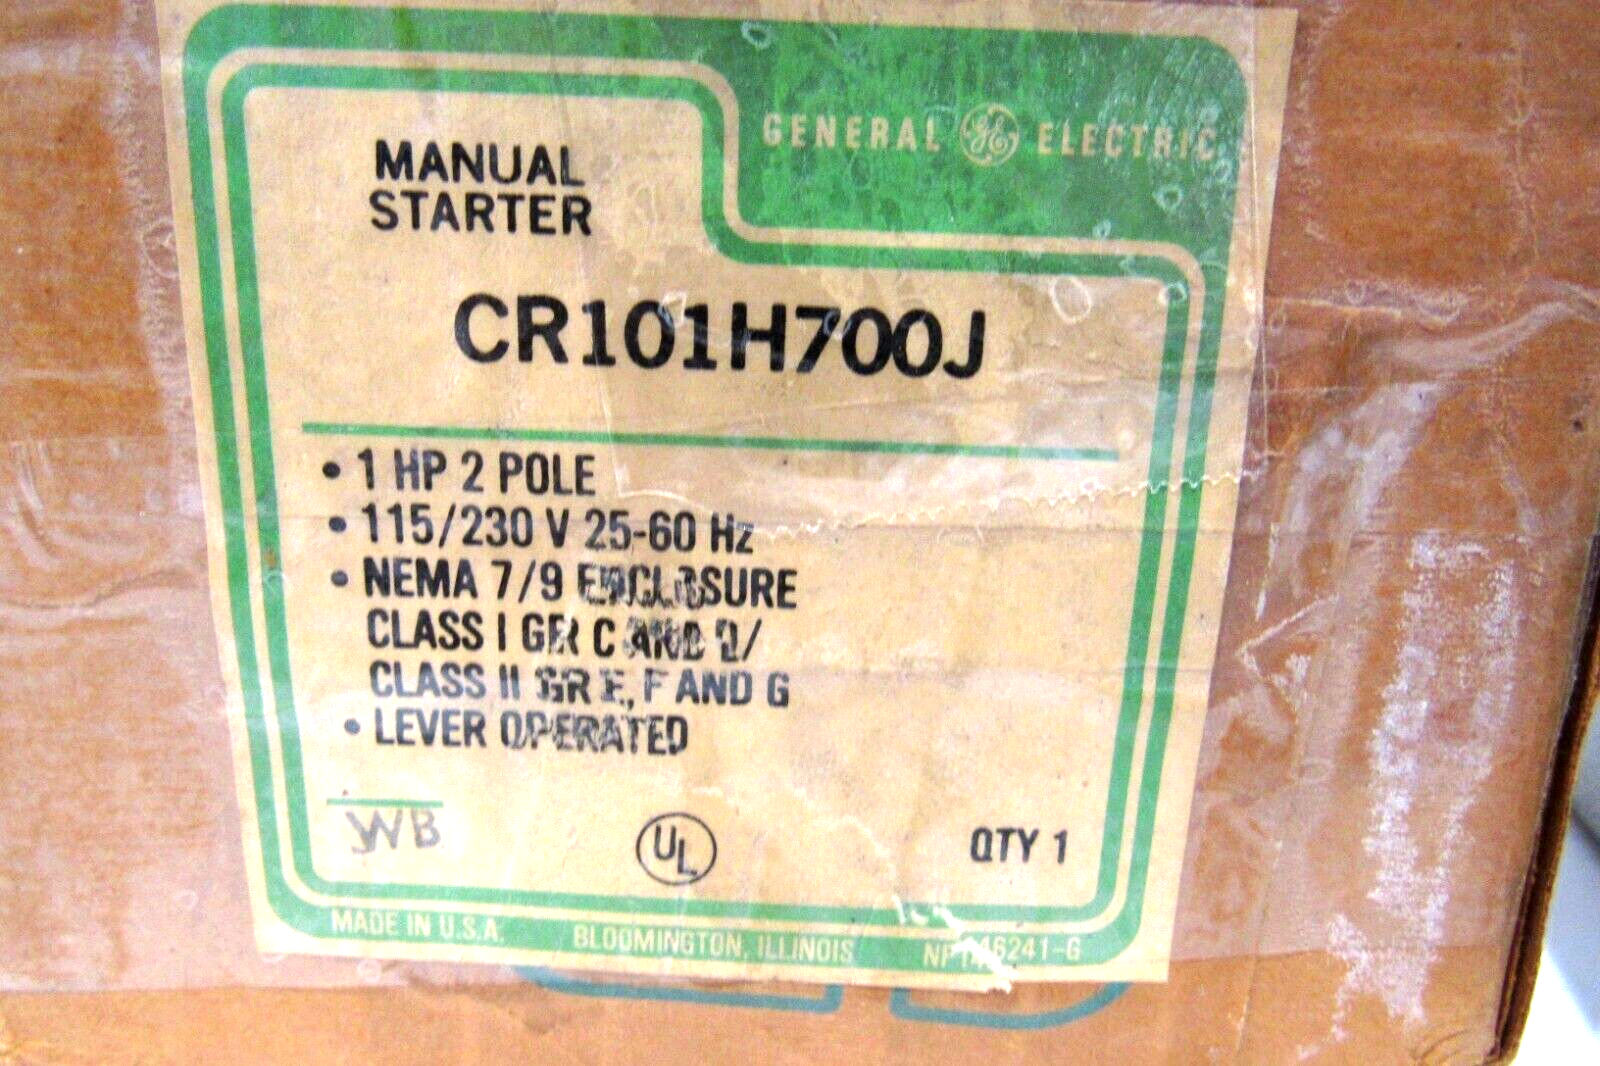 GENERAL GE ELECTRIC
MANUAL
STARTER
CR101H700J
• 1 HP 2 POLE
• 115/230 V 25-60 Hz
• NEMA 7/9 ENCLOSURE
CLASS I GR C AND D/
CLASS II GR E, F AND G
• LEVER OPERATED
WB
UL
QTY 1
MADE IN U.S.A.
BLOOMINGTON, ILLINOIS